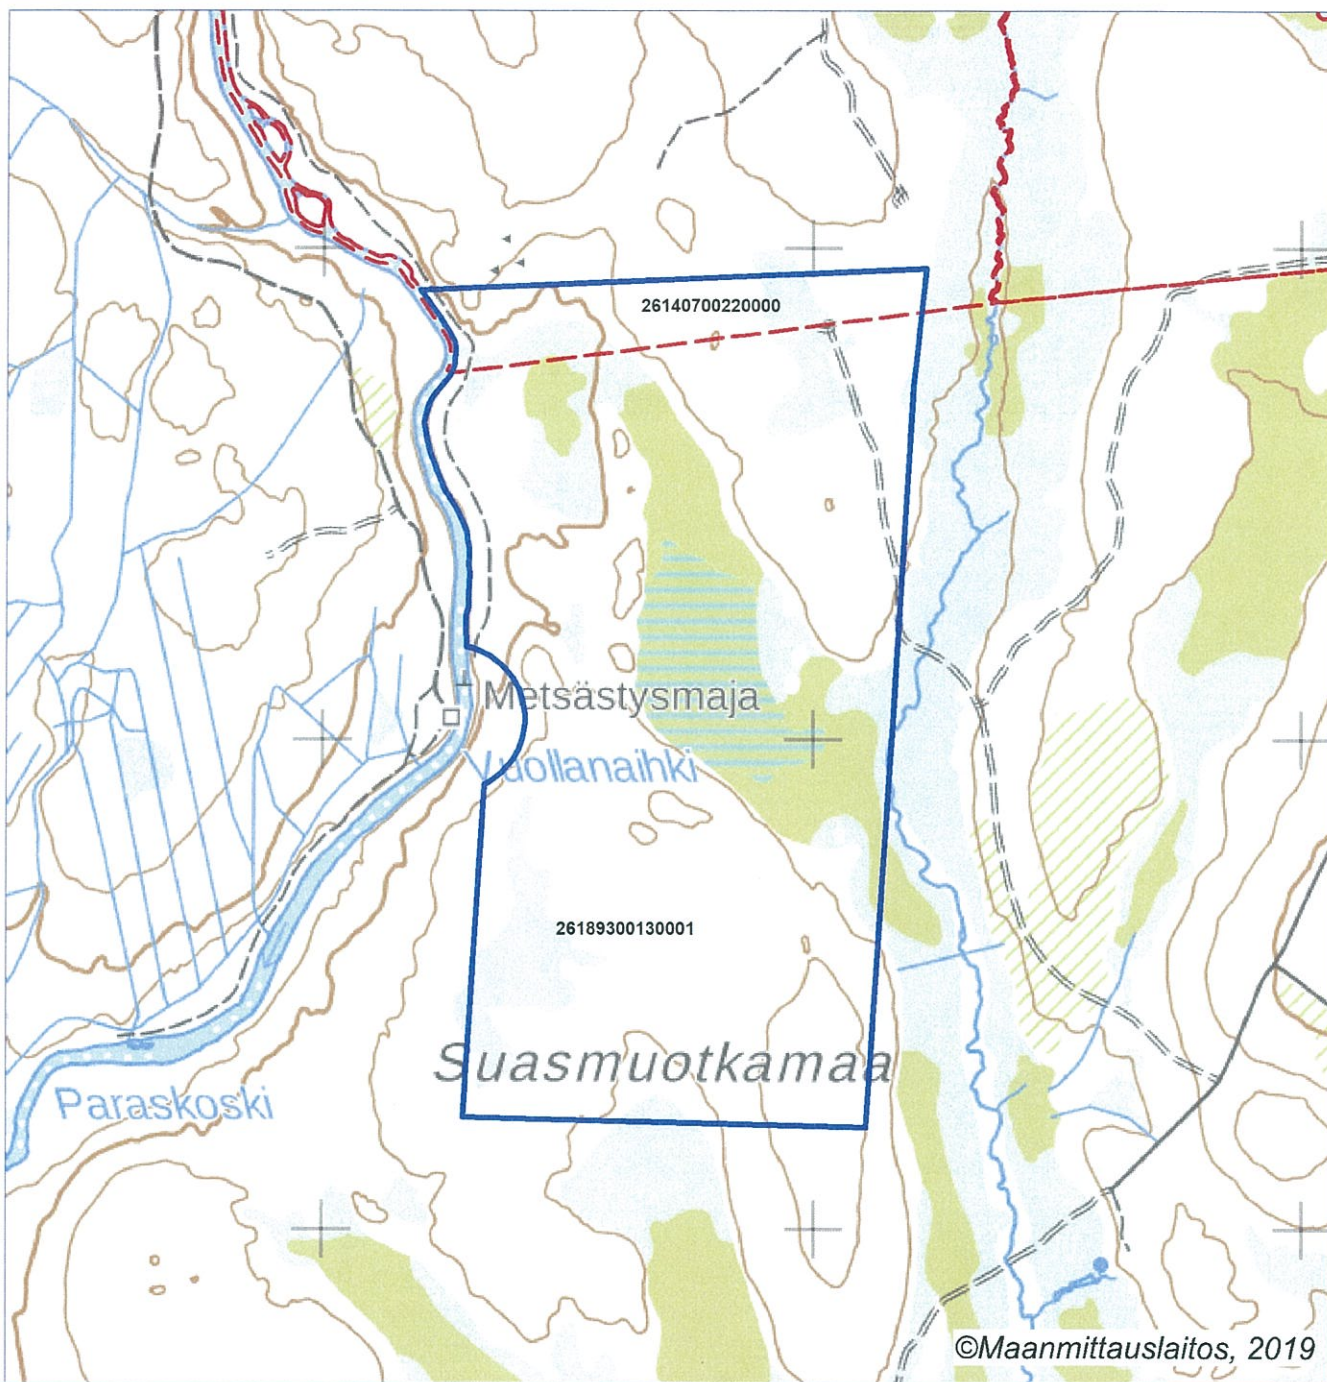 26140700220000
Metsästysmaja
Vuollanaihki
26189300130001
Suasmuotkamaa
Paraskoski
©Maanmittauslaitos, 2019